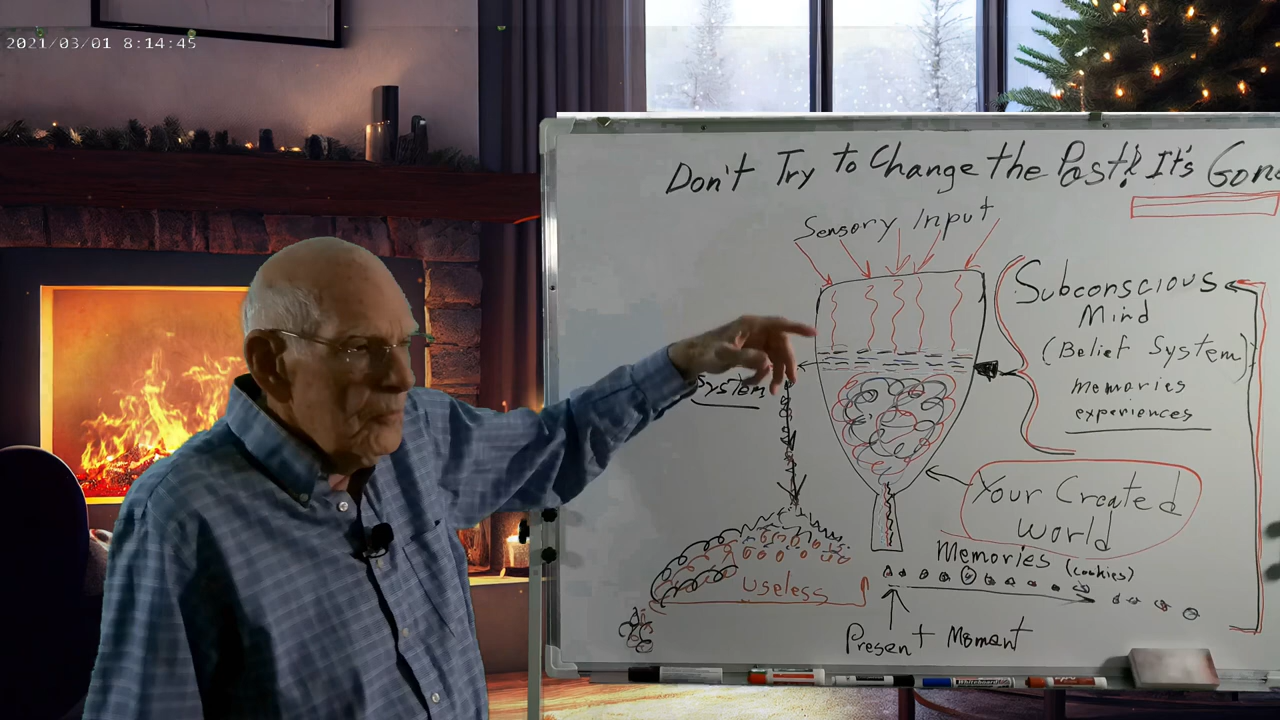 2021/03/01 8:14:45
Don't Try to Change the Past! It's Gone
Sensory Input
Subconscious
Mind
(Belief System)
memories
experiences
System
Your Created
World
Memories (cookies)
useless
Present Moment